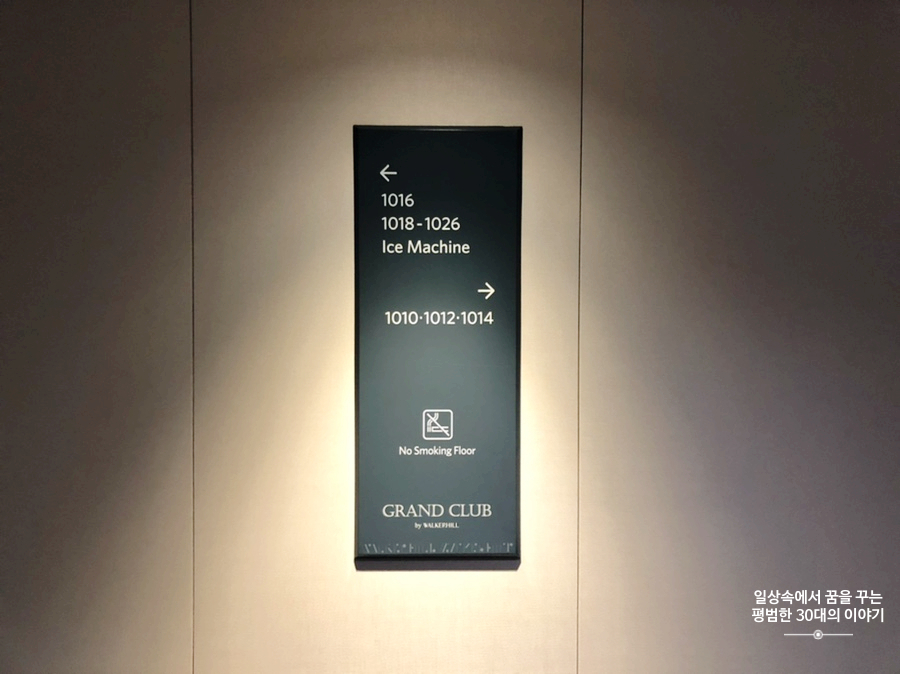 ←
1016
1018-1026
Ice Machine
→
1010·1012·1014
No Smoking Floor
GRAND CLUB
by WALKERHILL
일상속에서 꿈을 꾸는
평범한 30대의 이야기